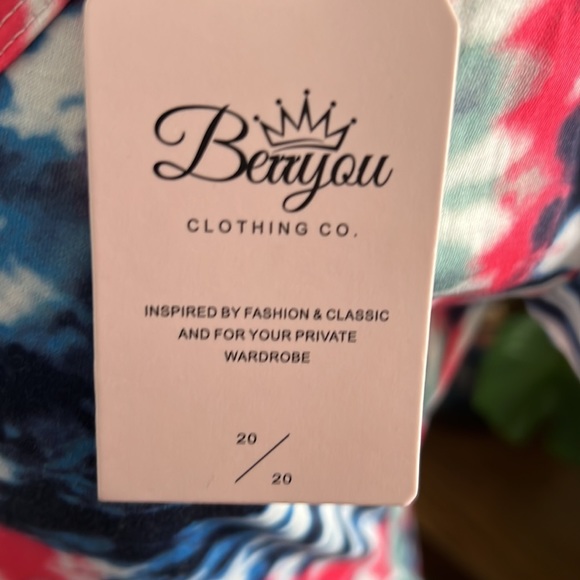 Berryou
CLOTHING CO.
INSPIRED BY FASHION & CLASSIC
AND FOR YOUR PRIVATE
WARDROBE
20
20